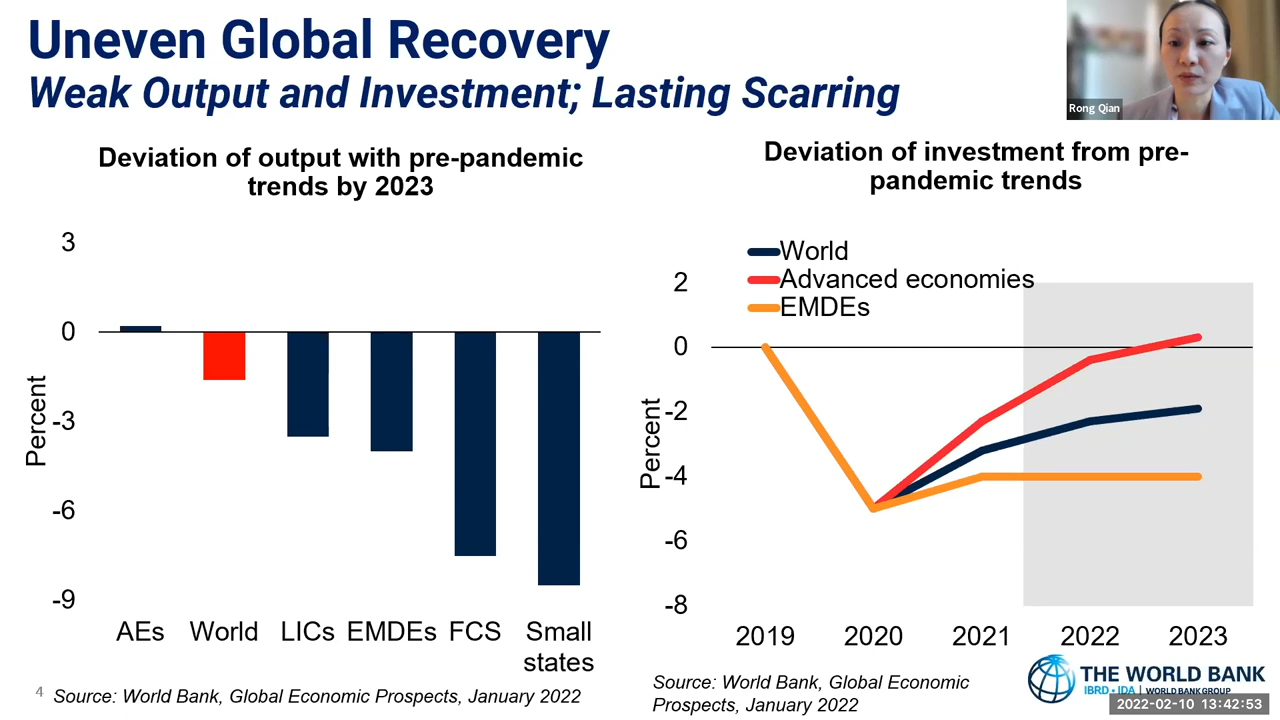 Uneven Global Recovery
Weak Output and Investment; Lasting Scarring
Rong Qian
Deviation of output with pre-pandemic
trends by 2023
3
0
-3
-6
-9
Percent
AEs World LICs EMDEs FCS Small
states
Deviation of investment from pre-
pandemic trends
World
Advanced economies
EMDEs
2
0
-2
-4
-6
-8
Percent
2019 2020 2021 2022 2023
4
Source: World Bank, Global Economic Prospects, January 2022
Source: World Bank, Global Economic
Prospects, January 2022
THE WORLD BANK
IBRD • IDA | WORLD BANK GROUP
2022-02-10 13:42:53